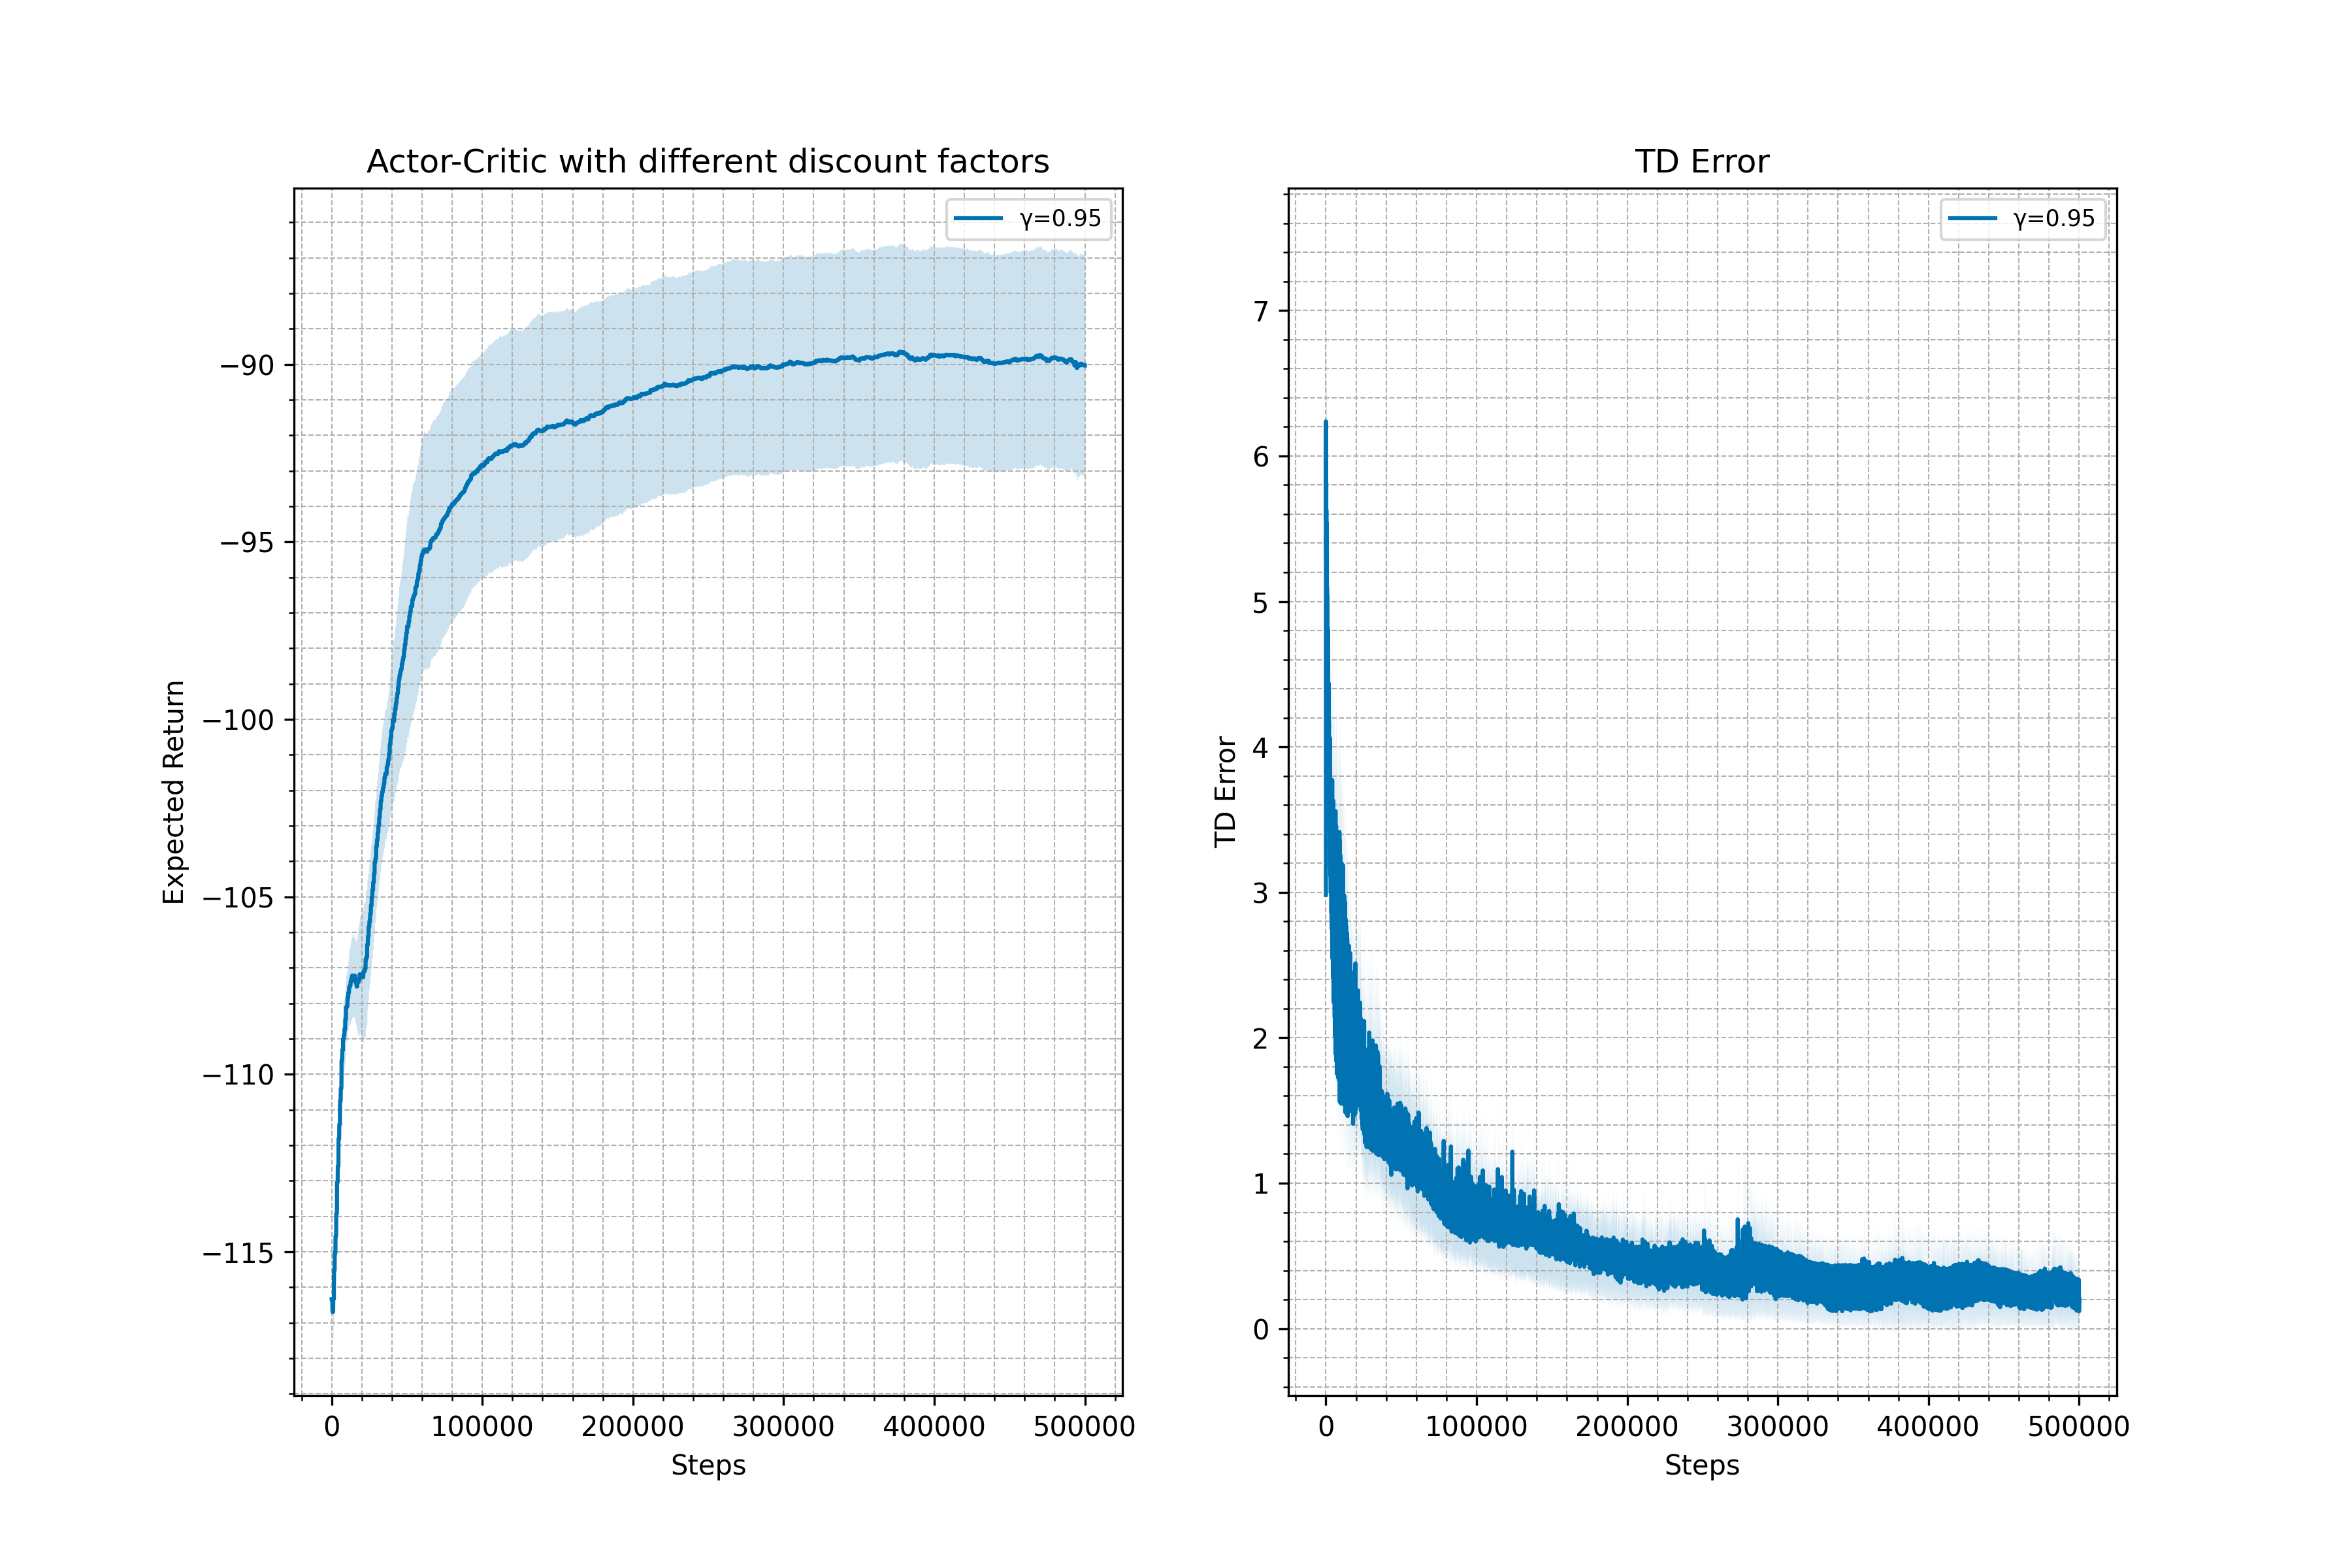 Actor-Critic with different discount factors
γ=0.95
Expected Return
−90
−95
−100
−105
−110
−115
0 100000 200000 300000 400000 500000
Steps
TD Error
γ=0.95
TD Error
7
6
5
4
3
2
1
0
0 100000 200000 300000 400000 500000
Steps